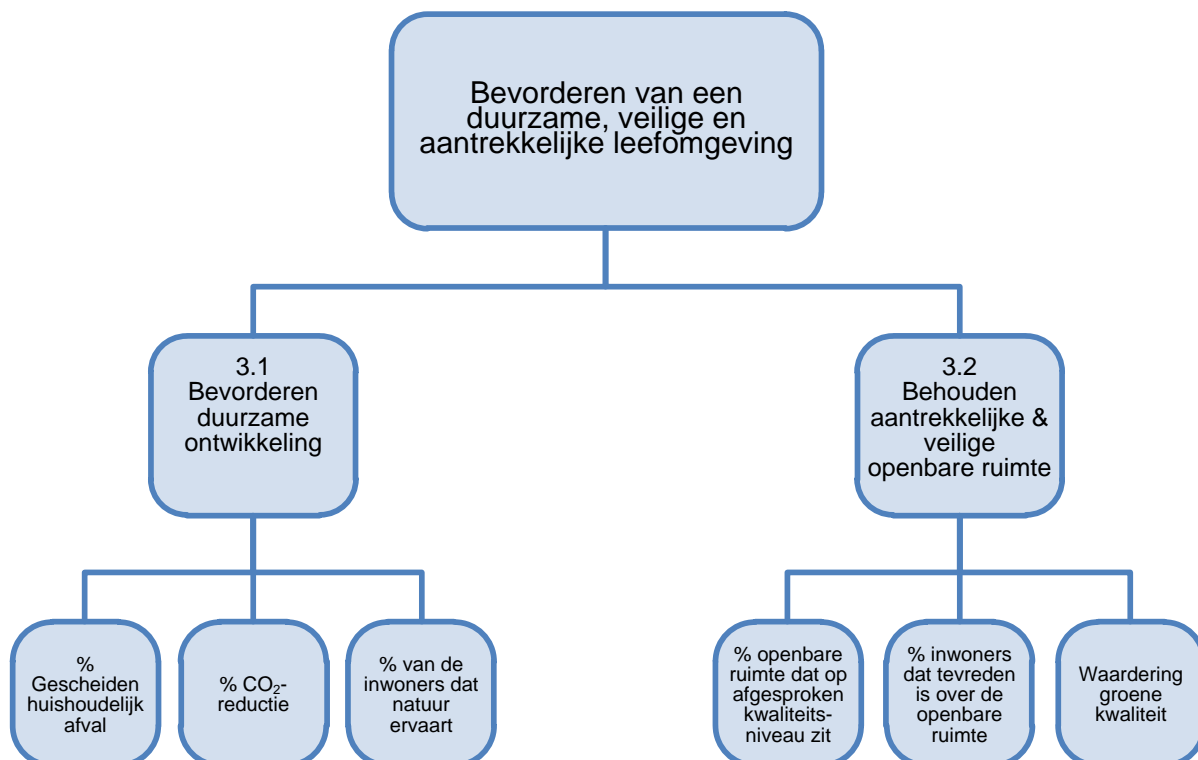 Bevorderen van een
duurzame, veilige en
aantrekkelijke leefomgeving
3.1
Bevorderen
duurzame
ontwikkeling
3.2
Behouden
aantrekkelijke &
veilige
openbare ruimte
%
Gescheiden
huishoudelijk
afval
% CO₂-
reductie
% van de
inwoners dat
natuur
ervaart
% openbare
ruimte dat op
afgesproken
kwaliteits-
niveau zit
% inwoners
dat tevreden
is over de
openbare
ruimte
Waardering
groene
kwaliteit